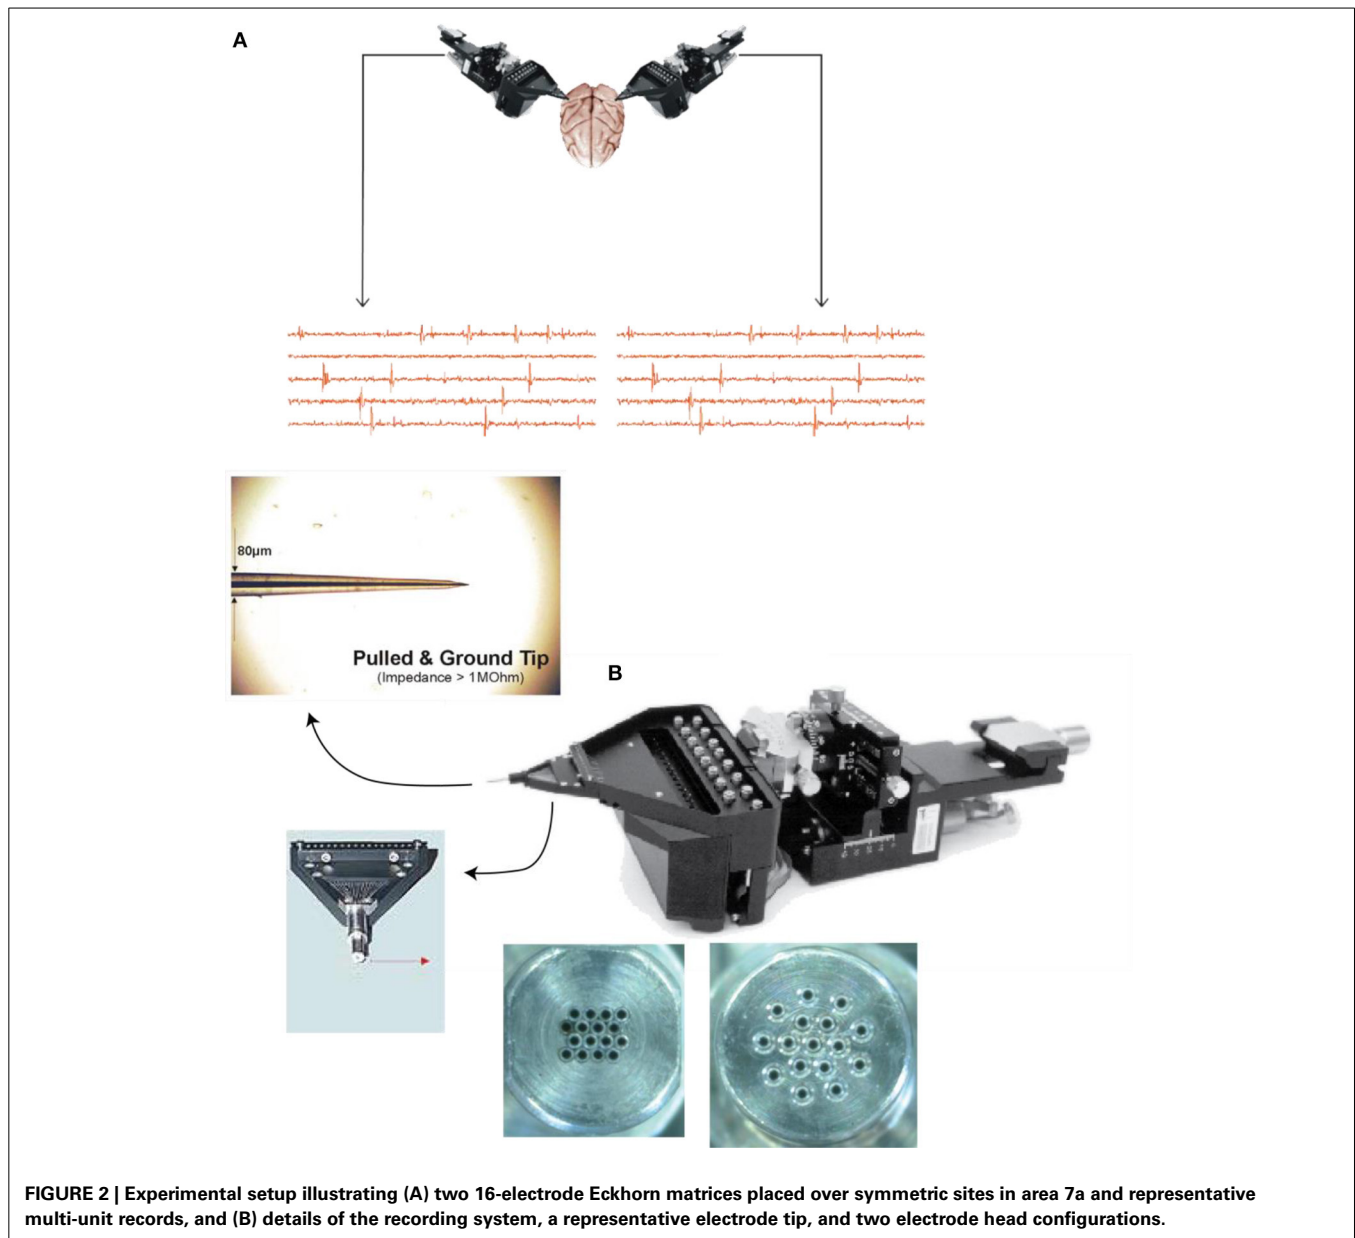 A
80µm
Pulled & Ground Tip
(Impedance > 1MOhm)
B
FIGURE 2 | Experimental setup illustrating (A) two 16-electrode Eckhorn matrices placed over symmetric sites in area 7a and representative
multi-unit records, and (B) details of the recording system, a representative electrode tip, and two electrode head configurations.